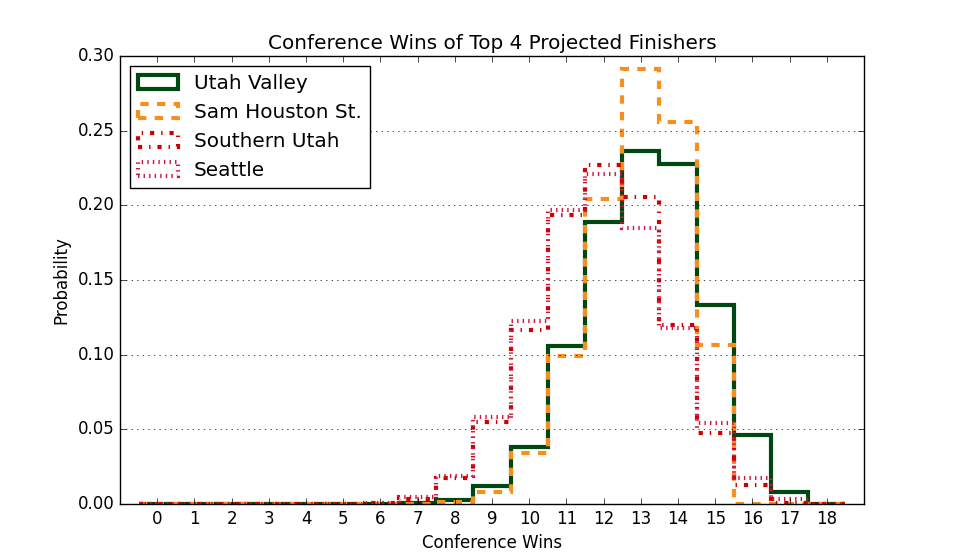 Conference Wins of Top 4 Projected Finishers
0.30
0.25
0.20
0.15
0.10
0.05
0.00
Probability
Utah Valley
Sam Houston St.
Southern Utah
Seattle
0 1 2 3 4 5 6 7 8 9 10 11 12 13 14 15 16 17 18
Conference Wins